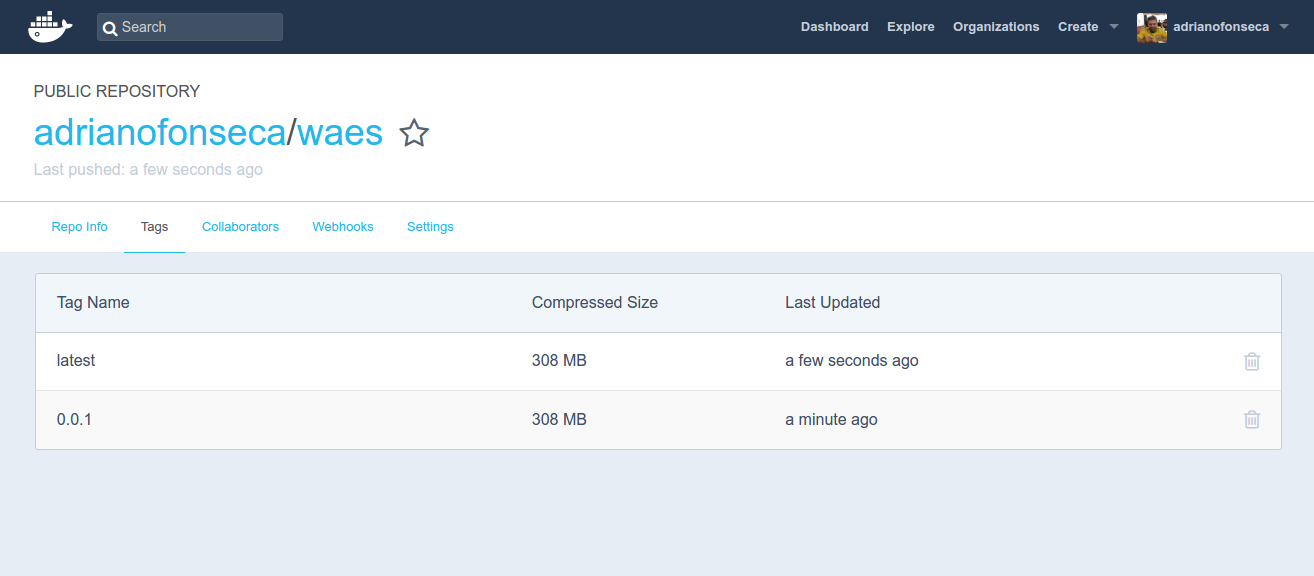 Search Dashboard Explore Organizations Create adrianofonseca
PUBLIC REPOSITORY
adrianofonseca/waes
Last pushed: a few seconds ago
Repo Info Tags Collaborators Webhooks Settings
Tag Name Compressed Size Last Updated
latest 308 MB a few seconds ago
0.0.1 308 MB a minute ago